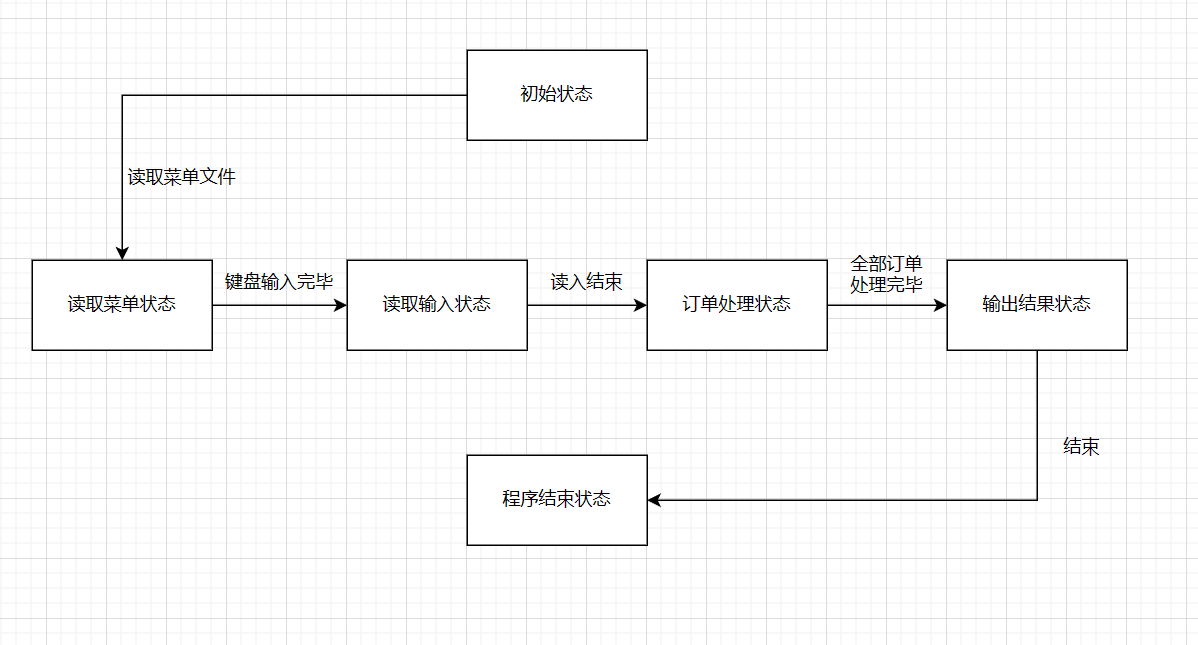 初始状态
读取菜单文件
读取菜单状态
键盘输入完毕
读取输入状态
读入结束
订单处理状态
全部订单
处理完毕
输出结果状态
结束
程序结束状态